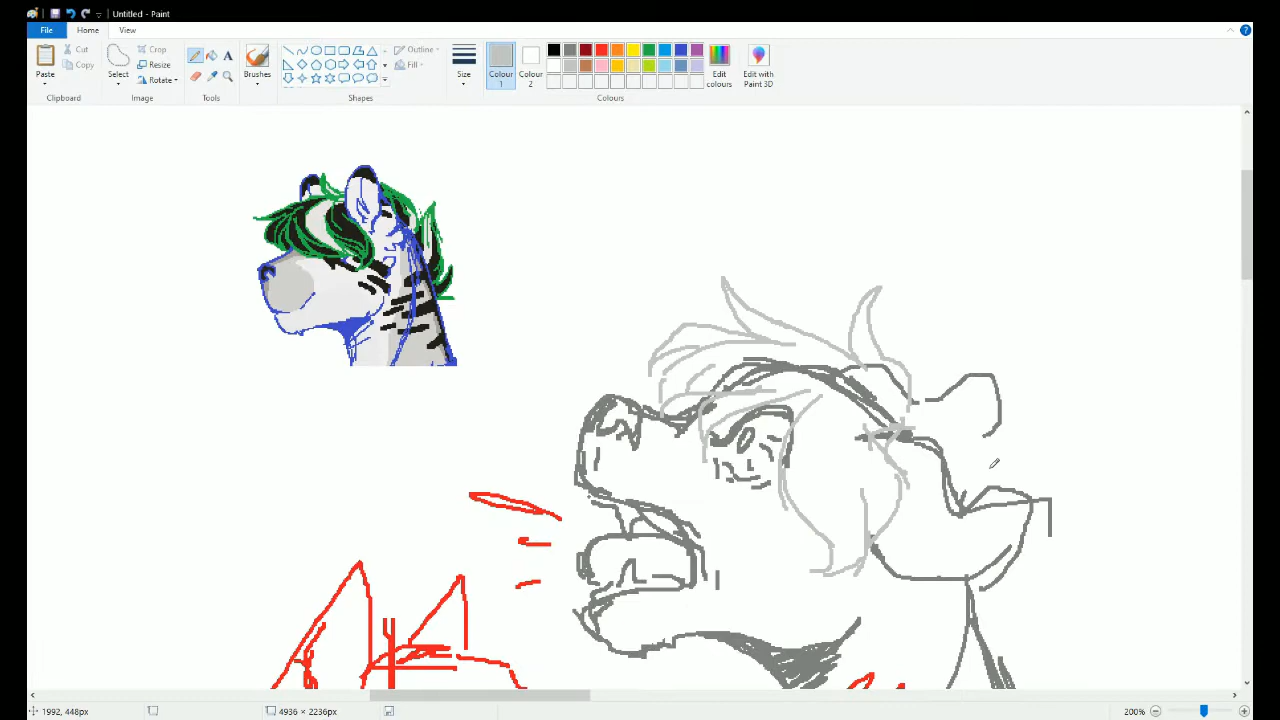 Untitled - Paint
File Home View
Paste
Cut
Copy
Clipboard
Select
Crop
Resize
Rotate
Image
Tools
Brushes
Outline
Fill
Shapes
Size
Colour 1
Colour 2
Edit colours
Edit with Paint 3D
Colours
1992, 448px
4936 × 2236px
200%